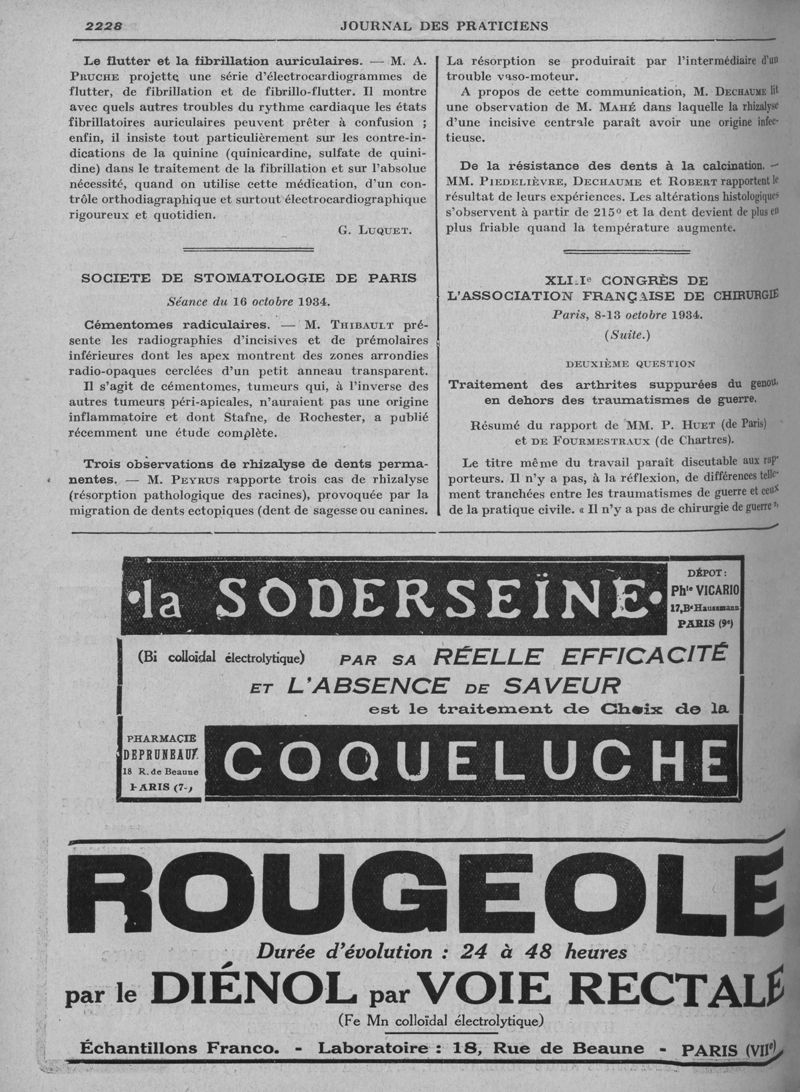 2228
JOURNAL DES PRATICIENS
Le flutter et la fibrillation auriculaires. — M. A.
PRUCHE projette une série d'électrocardiogrammes de
flutter, de fibrillation et de fibrillo-flutter. Il montre
avec quels autres troubles du rythme cardiaque les états
fibrillatoires auriculaires peuvent prêter à confusion ;
enfin, il insiste tout particulièrement sur les contre-in-
dications de la quinine (quinicardine, sulfate de quini-
dine) dans le traitement de la fibrillation et sur l'absolue
nécessité, quand on utilise cette médication, d'un con-
trôle orthodiagraphique et surtout électrocardiographique
rigoureux et quotidien.
G. LUQUET.
SOCIETE DE STOMATOLOGIE DE PARIS
Séance du 16 octobre 1934.
Cémentomes radiculaires. — M. THIBAULT pré-
sente les radiographies d'incisives et de prémolaires
inférieures dont les apex montrent des zones arrondies
radio-opaques cerclées d'un petit anneau transparent.
Il s'agit de cémentomes, tumeurs qui, à l'inverse des
autres tumeurs péri-apicales, n'auraient pas une origine
inflammatoire et dont Stafne, de Rochester, a publié
récemment une étude complète.
Trois observations de rhizalyse de dents perma-
nentes. — M. PEYRUS rapporte trois cas de rhizalyse
(résorption pathologique des racines), provoquée par la
migration de dents ectopiques (dent de sagesse ou canines.
La résorption se produirait par l'intermédiaire d'un
trouble vaso-moteur.
A propos de cette communication, M. DECHAUME lit
une observation de M. MAHÉ dans laquelle la rhizalyse
d'une incisive centrale paraît avoir une origine infec-
tieuse.
De la résistance des dents à la calcination. —
MM. PIEDELIÈVRE, DECHAUME et ROBERT rapportent le
résultat de leurs expériences. Les altérations histologiques
s'observent à partir de 215° et la dent devient de plus en
plus friable quand la température augmente.
XLIIIe CONGRÈS DE
L'ASSOCIATION FRANÇAISE DE CHIRURGIE
Paris, 8-13 octobre 1934.
(Suite.)
DEUXIÈME QUESTION
Traitement des arthrites suppurées du genou,
en dehors des traumatismes de guerre.
Résumé du rapport de MM. P. HUET (de Paris)
et DE FOURMESTRAUX (de Chartres).
Le titre même du travail paraît discutable aux rap-
porteurs. Il n'y a pas, à la réflexion, de différences telle-
ment tranchées entre les traumatismes de guerre et ceux
de la pratique civile. « Il n'y a pas de chirurgie de guerre »,
•la SODERSEÏNE•
DÉPOT:
Phie VICARIO
17, Bd Haussmann
PARIS (9e)
(Bi colloïdal électrolytique) PAR SA RÉELLE EFFICACITÉ
ET L'ABSENCE DE SAVEUR
est le traitement de Choix de la
PHARMACIE
DEPRUNEAUX
18 R. de Beaune
PARIS (7e)
COQUELUCHE
ROUGEOLE
Durée d'évolution : 24 à 48 heures
par le DIÉNOL par VOIE RECTALE
(Fe Mn colloïdal électrolytique)
Échantillons Franco. - Laboratoire : 18, Rue de Beaune - PARIS (VIIe)